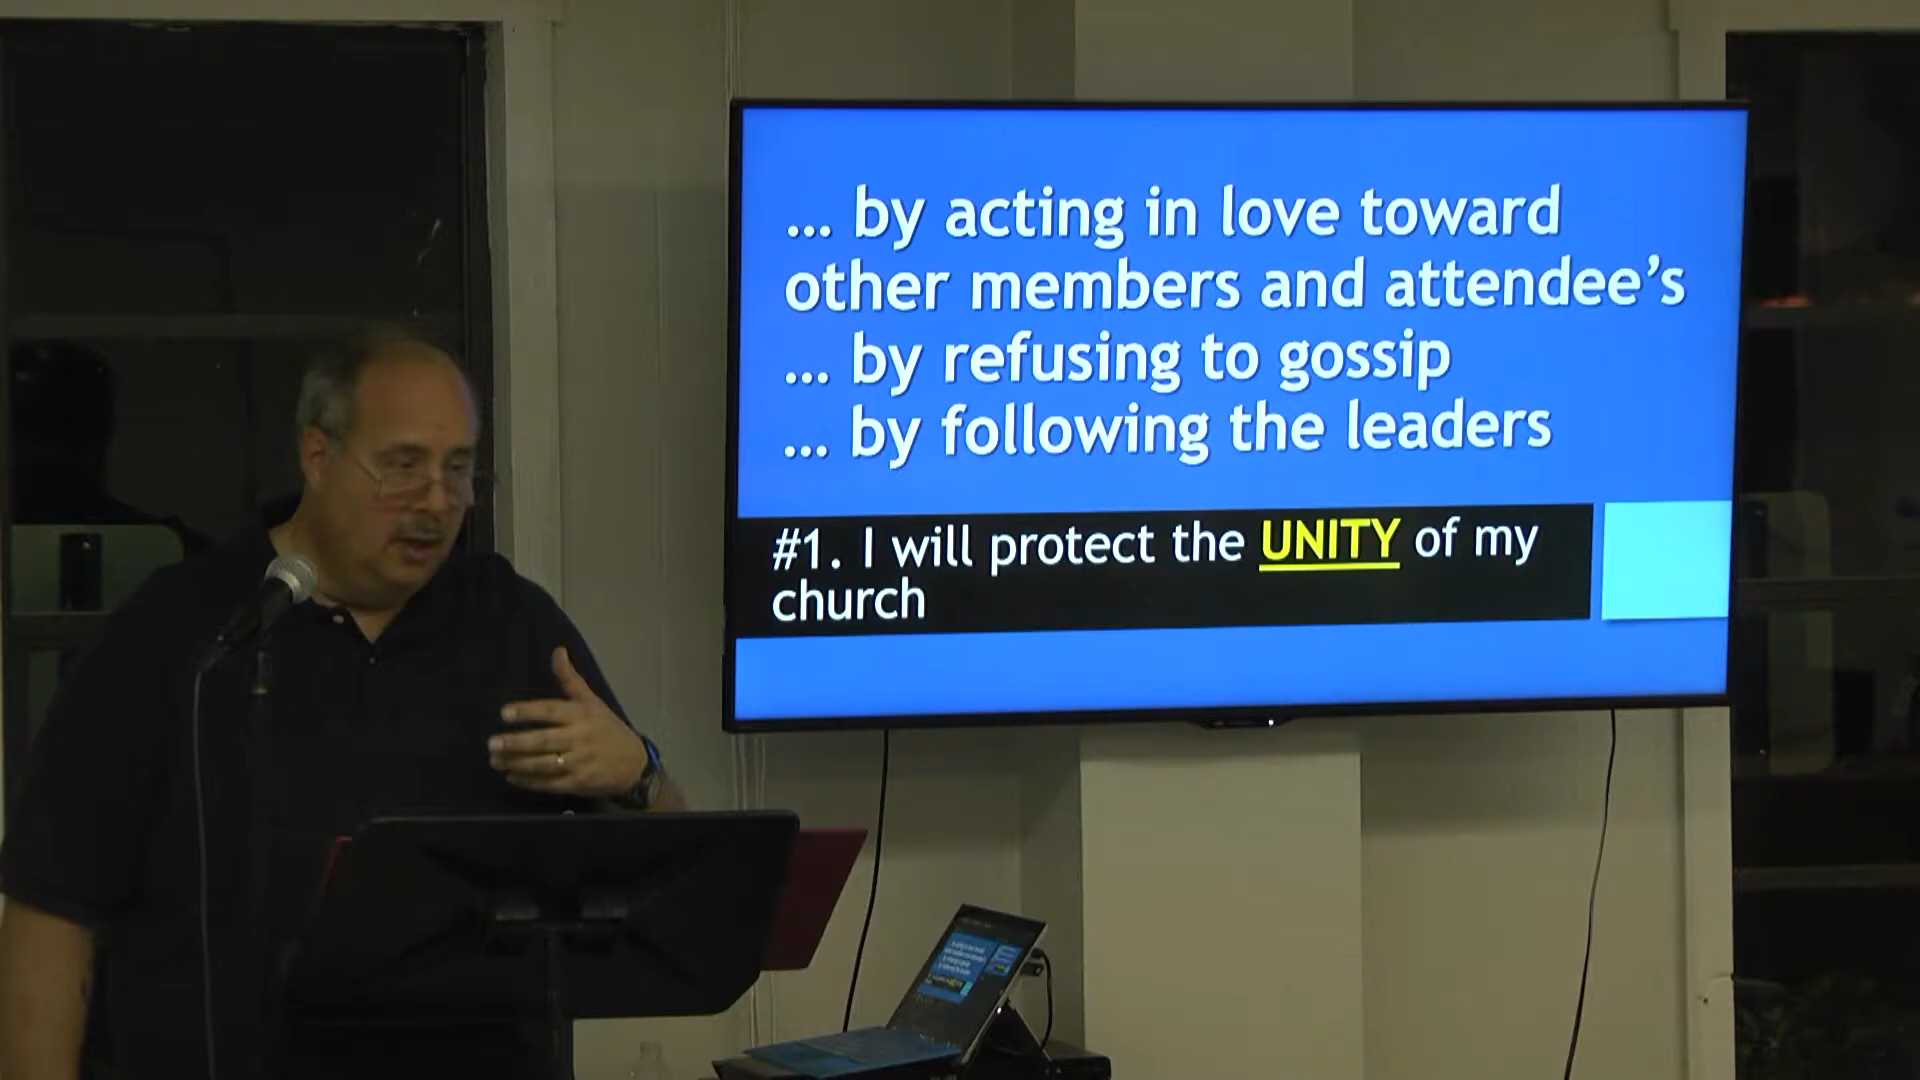 ... by acting in love toward
other members and attendee’s
... by refusing to gossip
... by following the leaders
#1. I will protect the UNITY of my
church